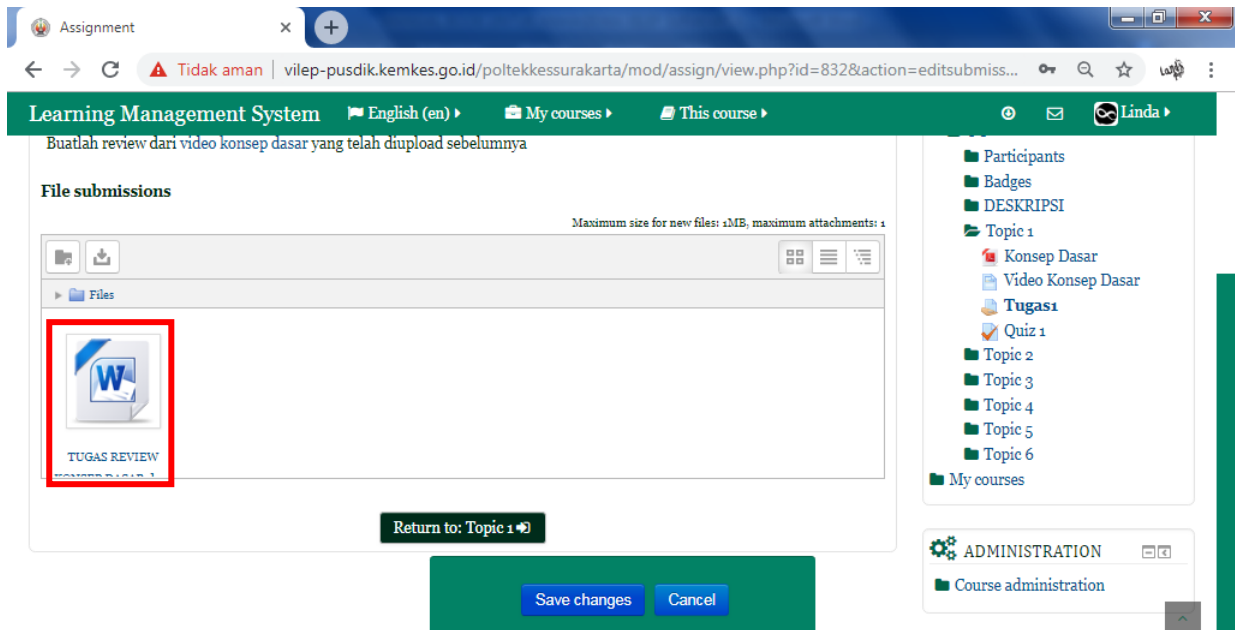 Assignment
Tidak aman | vilep-pusdik.kemkes.go.id/poltekkessurakarta/mod/assign/view.php?id=832&action=editsubmiss...
Learning Management System English (en) My courses This course Linda
Buatlah review dari video konsep dasar yang telah diupload sebelumnya
File submissions
Maximum size for new files: 1MB, maximum attachments: 1
Files
W
TUGAS REVIEW
KONSEP DASAR.d...
Return to: Topic 1
Save changes Cancel
Participants
Badges
DESKRIPSI
Topic 1
Konsep Dasar
Video Konsep Dasar
Tugas1
Quiz 1
Topic 2
Topic 3
Topic 4
Topic 5
Topic 6
My courses
ADMINISTRATION
Course administration